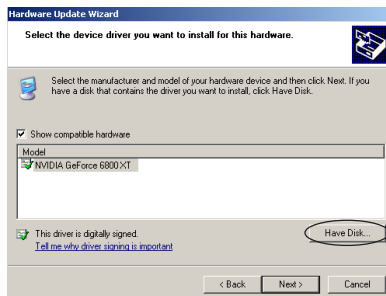 Hardware Update Wizard
Select the device driver you want to install for this hardware.
Select the manufacturer and model of your hardware device and then click Next. If you
have a disk that contains the driver you want to install, click Have Disk.
Show compatible hardware
Model
NVIDIA GeForce 6800 XT
This driver is digitally signed.
Have Disk...
Tell me why driver signing is important
< Back
Next >
Cancel